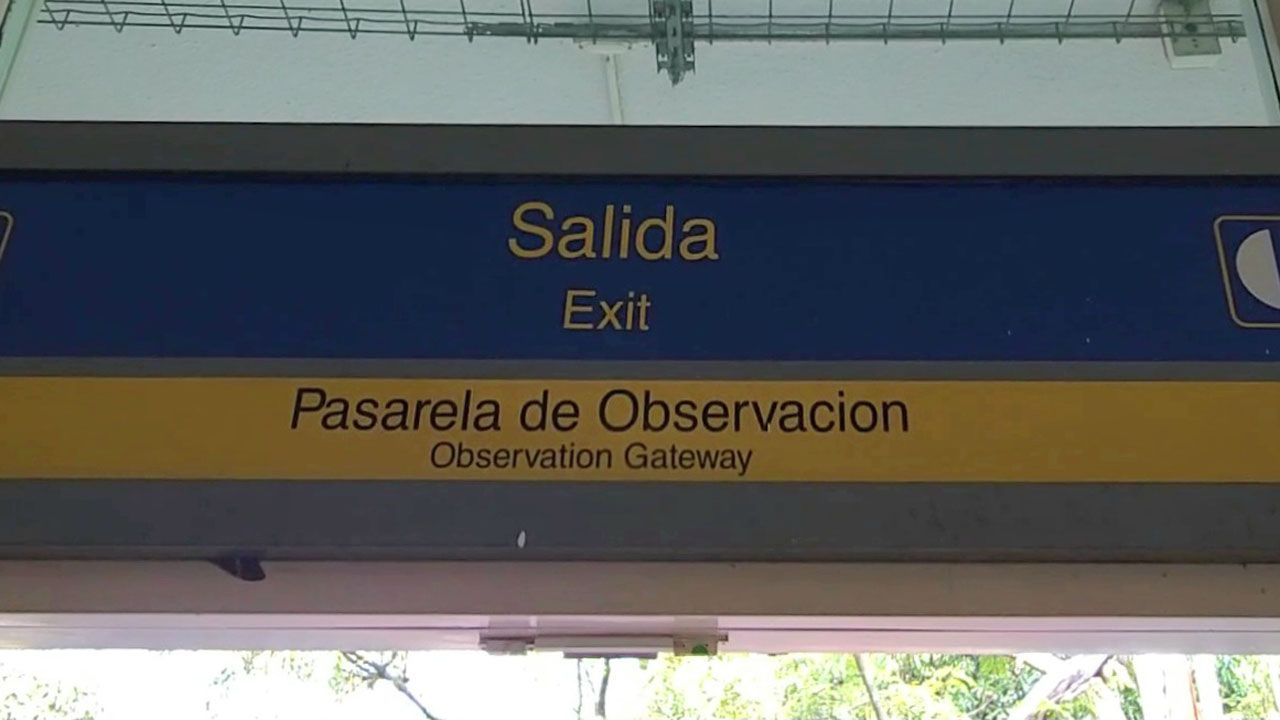 Salida
Exit
Pasarela de Observacion
Observation Gateway